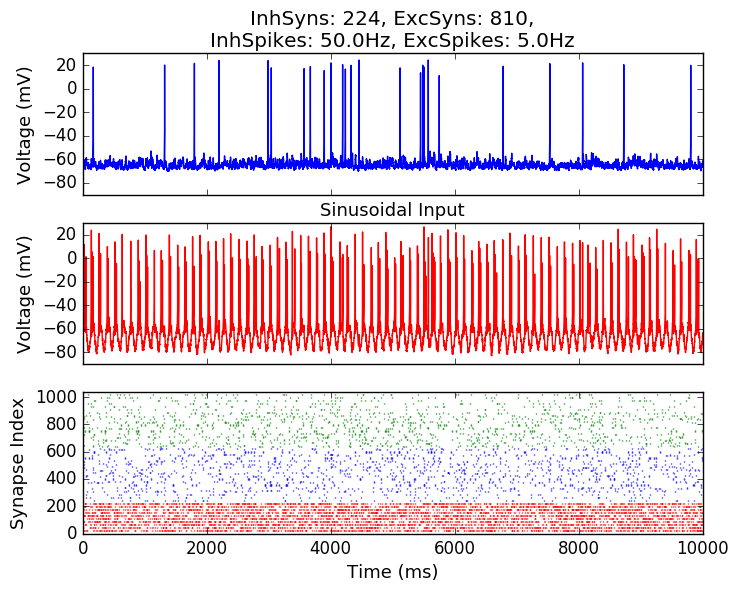 InhSyns: 224, ExcSyns: 810,
InhSpikes: 50.0Hz, ExcSpikes: 5.0Hz
Voltage (mV)
20
0
−20
−40
−60
−80
Sinusoidal Input
Voltage (mV)
20
0
−20
−40
−60
−80
Synapse Index
1000
800
600
400
200
0
0 2000 4000 6000 8000 10000
Time (ms)